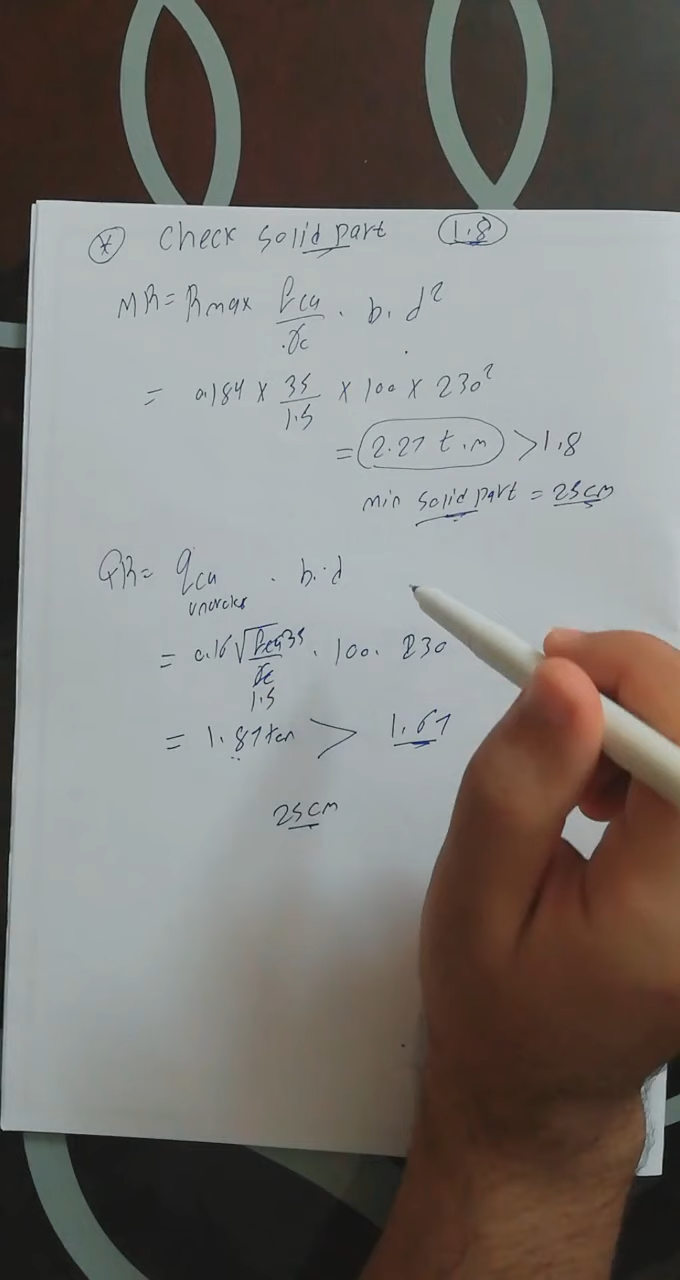 * Check Solid Part 1.8
MR = Rmax fcu/γc . b. d²
= 0.184 × 35/1.5 × 100 × 230²
= 2.27 t.m > 1.8
min solid part = 25cm
QR = qcu . b. d
uncrcks
= 0.16 √fcu 35/γc 1.5 . 100. 230
= 1.87 ton > 1.67
25cm